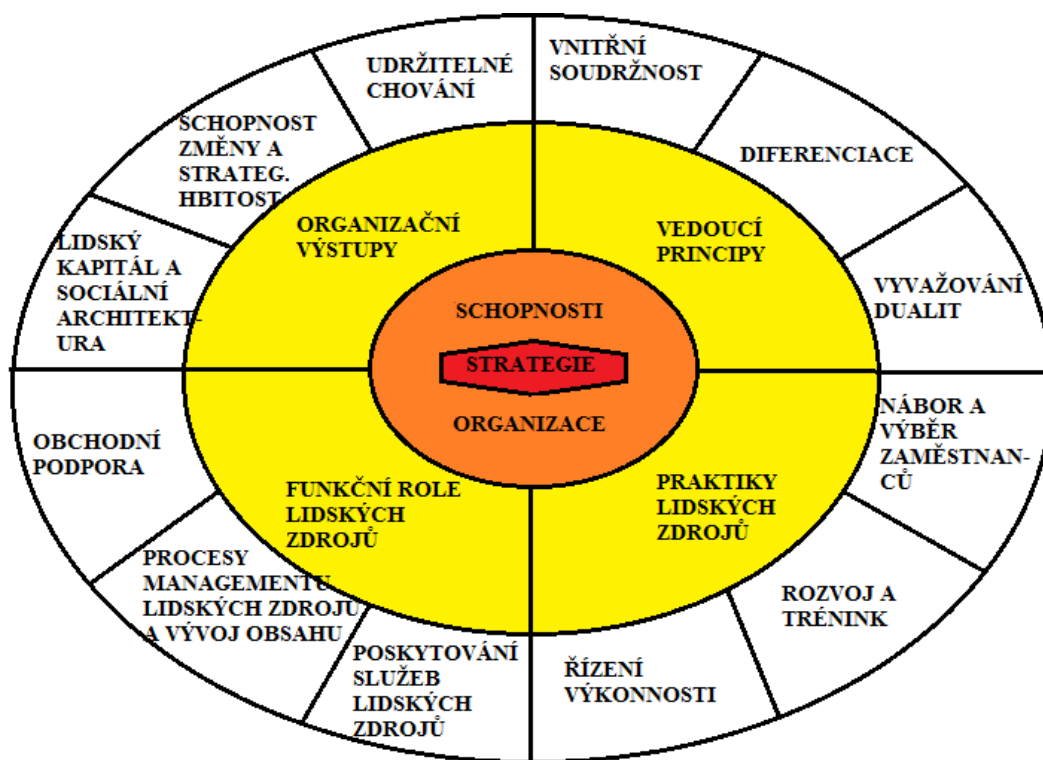 UDRŽITELNÉ
CHOVÁNÍ
VNITŘNÍ
SOUDRŽNOST
SCHOPNOST
ZMĚNY A
STRATEG.
HBITOST
DIFERENCIACE
LIDSKÝ
KAPITÁL A
SOCIÁLNÍ
ARCHITEKT-
URA
ORGANIZAČNÍ
VÝSTUPY
VEDOUCÍ
PRINCIPY
VYVAŽOVÁNÍ
DUALIT
SCHOPNOSTI
STRATEGIE
ORGANIZACE
OBCHODNÍ
PODPORA
FUNKČNÍ ROLE
LIDSKÝCH
ZDROJŮ
PRAKTIKY
LIDSKÝCH
ZDROJŮ
NÁBOR A
VÝBĚR
ZAMĚSTNAN-
CŮ
PROCESY
MANAGEMENTU
LIDSKÝCH ZDROJŮ
A VÝVOJ OBSAHU
POSKYTOVÁNÍ
SLUŽEB
LIDSKÝCH
ZDROJŮ
ŘÍZENÍ
VÝKONNOSTI
ROZVOJ A
TRÉNINK